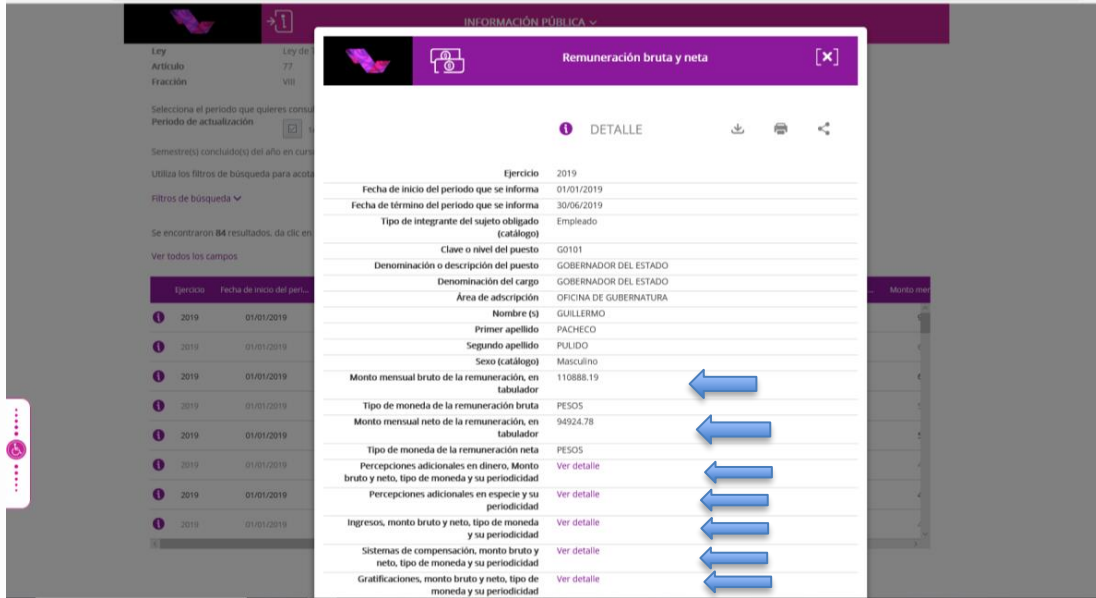 INFORMACIÓN PÚBLICA
Ley Ley de
Artículo 77
Fracción VIII
Selecciona el periodo que quieres
Periodo de actualización
Semestre(s) concluido(s) del año en
Utiliza los filtros de búsqueda para
Filtros de búsqueda
Se encontraron 84 resultados, da clic en
Ver todos los campos
Ejercicio Fecha de inicio del peri... Monto
2019 01/01/2019
2019 01/01/2019
2019 01/01/2019
2019 01/01/2019
2019 01/01/2019
2019 01/01/2019
2019 01/01/2019
2019 01/01/2019
Remuneración bruta y neta [×]
DETALLE
Ejercicio 2019
Fecha de inicio del periodo que se informa 01/01/2019
Fecha de término del periodo que se informa 30/06/2019
Tipo de integrante del sujeto obligado Empleado
(catálogo)
Clave o nivel del puesto G0101
Denominación o descripción del puesto GOBERNADOR DEL ESTADO
Denominación del cargo GOBERNADOR DEL ESTADO
Área de adscripción OFICINA DE GUBERNATURA
Nombre (s) GUILLERMO
Primer apellido PACHECO
Segundo apellido PULIDO
Sexo (catálogo) Masculino
Monto mensual bruto de la remuneración, en 110888.19
tabulador
Tipo de moneda de la remuneración bruta PESOS
Monto mensual neto de la remuneración, en 94924.78
tabulador
Tipo de moneda de la remuneración neta PESOS
Percepciones adicionales en dinero, Monto Ver detalle
bruto y neto, tipo de moneda y su periodicidad
Percepciones adicionales en especie y su Ver detalle
periodicidad
Ingresos, monto bruto y neto, tipo de moneda Ver detalle
y su periodicidad
Sistemas de compensación, monto bruto y Ver detalle
neto, tipo de moneda y su periodicidad
Gratificaciones, monto bruto y neto, tipo de Ver detalle
moneda y su periodicidad